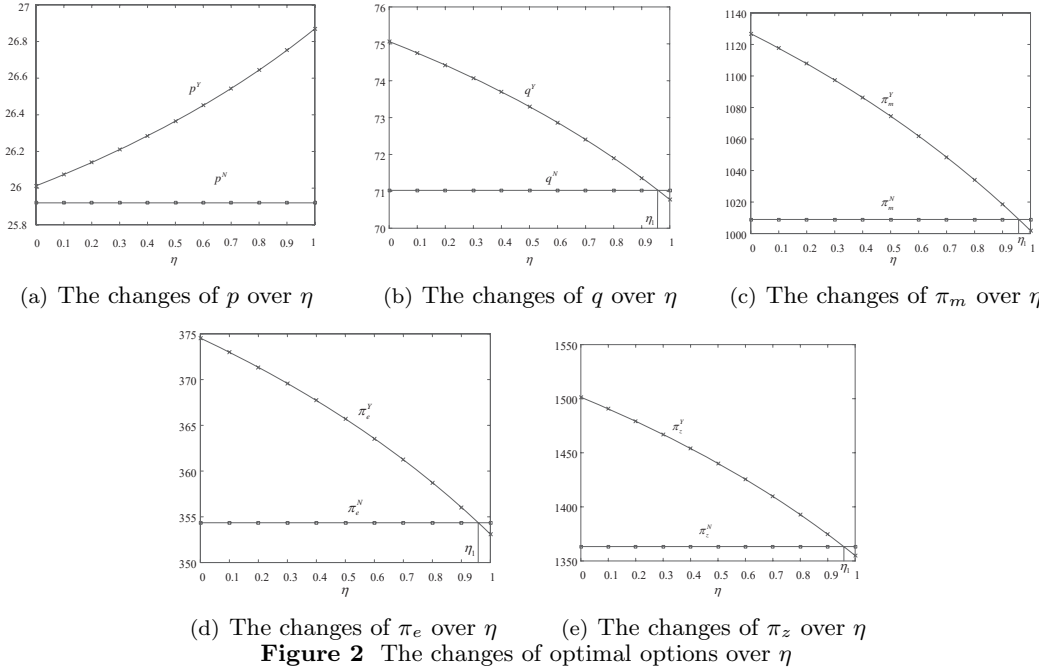 27
26.8
26.6
26.4
26.2
26
25.8
p^Y
p^N
0 0.1 0.2 0.3 0.4 0.5 0.6 0.7 0.8 0.9 1
η
(a) The changes of p over η
76
75
74
73
72
71
70
q^Y
q^N
η₁
0 0.1 0.2 0.3 0.4 0.5 0.6 0.7 0.8 0.9 1
η
(b) The changes of q over η
1140
1120
1100
1080
1060
1040
1020
1000
π_m^Y
π_m^N
0 0.1 0.2 0.3 0.4 0.5 0.6 0.7 0.8 0.9 η₁ 1
η
(c) The changes of π_m over η
375
370
365
360
354
350
π_e^Y
π_e^N
η₁
0 0.1 0.2 0.3 0.4 0.5 0.6 0.7 0.8 0.9 1
η
(d) The changes of π_e over η
1550
1500
1450
1400
1350
π_z^Y
π_z^N
0 0.1 0.2 0.3 0.4 0.5 0.6 0.7 0.8 0.9 η₁ 1
η
(e) The changes of π_z over η
Figure 2 The changes of optimal options over η